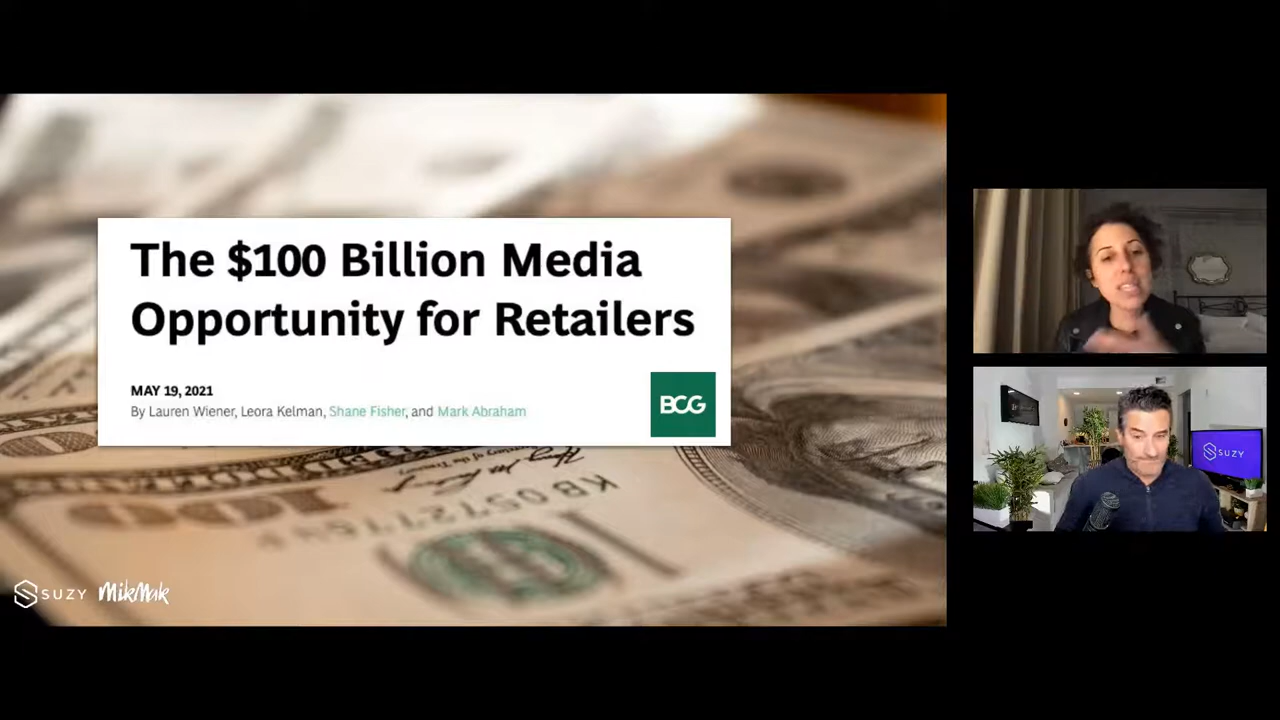 The $100 Billion Media
Opportunity for Retailers
MAY 19, 2021
By Lauren Wiener, Leora Kelman, Shane Fisher, and Mark Abraham
BCG
100
SUZY MikMak
SUZY